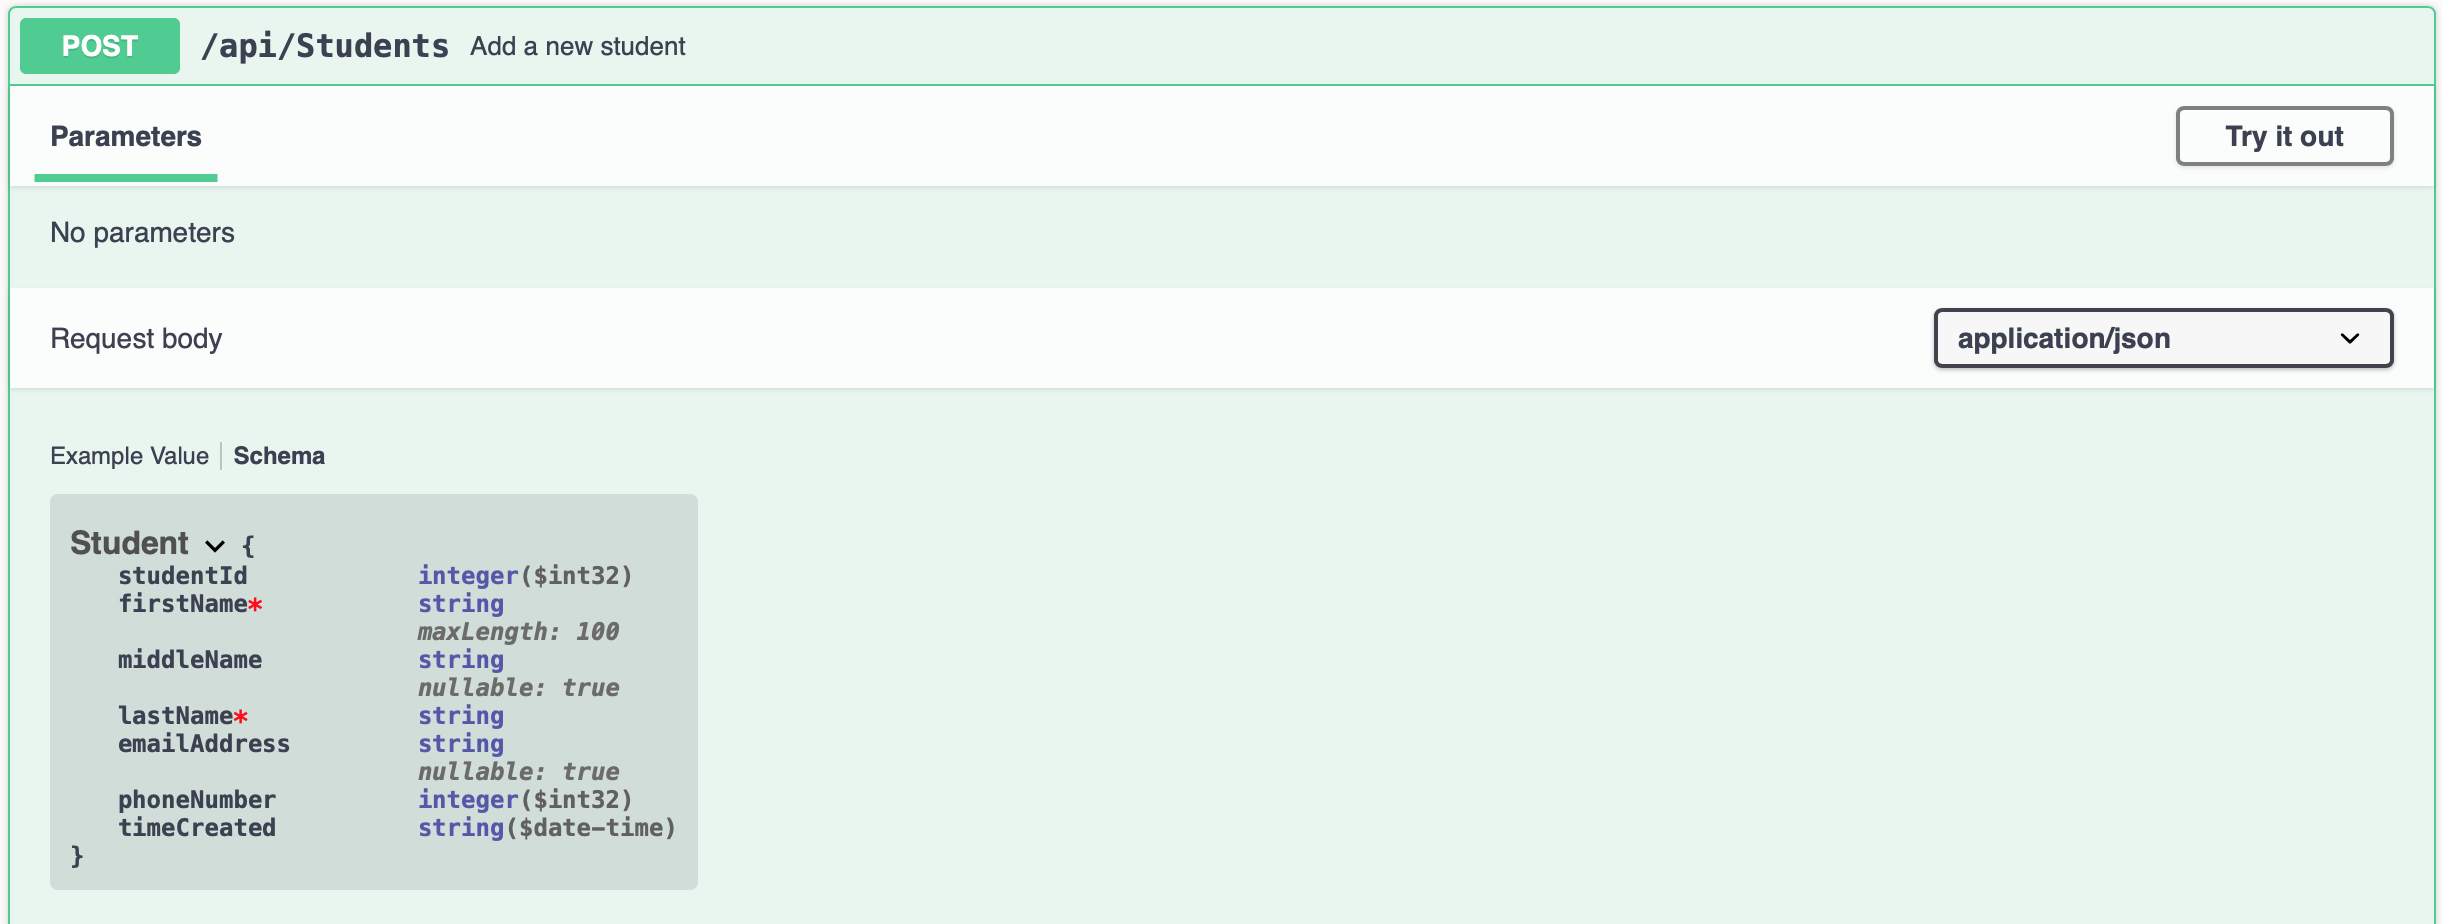 POST /api/Students Add a new student
Parameters Try it out
No parameters
Request body application/json
Example Value Schema
Student {
studentId integer($int32)
firstName* string
maxLength: 100
middleName string
nullable: true
lastName* string
emailAddress string
nullable: true
phoneNumber integer($int32)
timeCreated string($date-time)
}